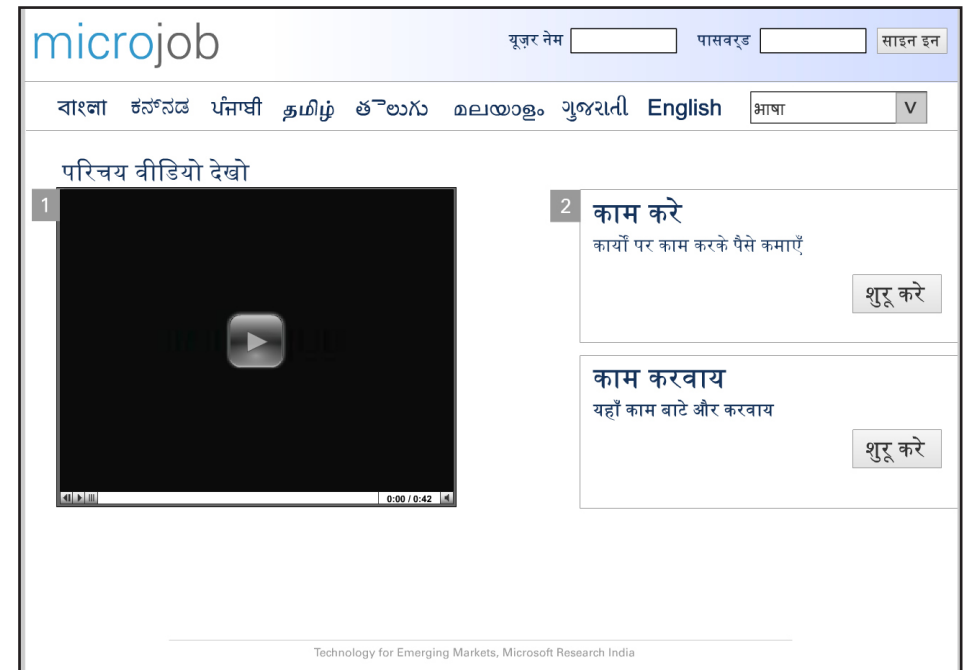 microjob
यूज़र नेम पासवर्ड साइन इन
বাংলা ಕನ್ನಡ ਪੰਜਾਬੀ தமிழ் తెలుగు മലയാളം ગુજરાતી English भाषा V
परिचय वीडियो देखो
1
0:00 / 0:42
2
काम करे
कार्यों पर काम करके पैसे कमाएँ
शुरू करे
काम करवाय
यहाँ काम बाटे और करवाय
शुरू करे
Technology for Emerging Markets, Microsoft Research India